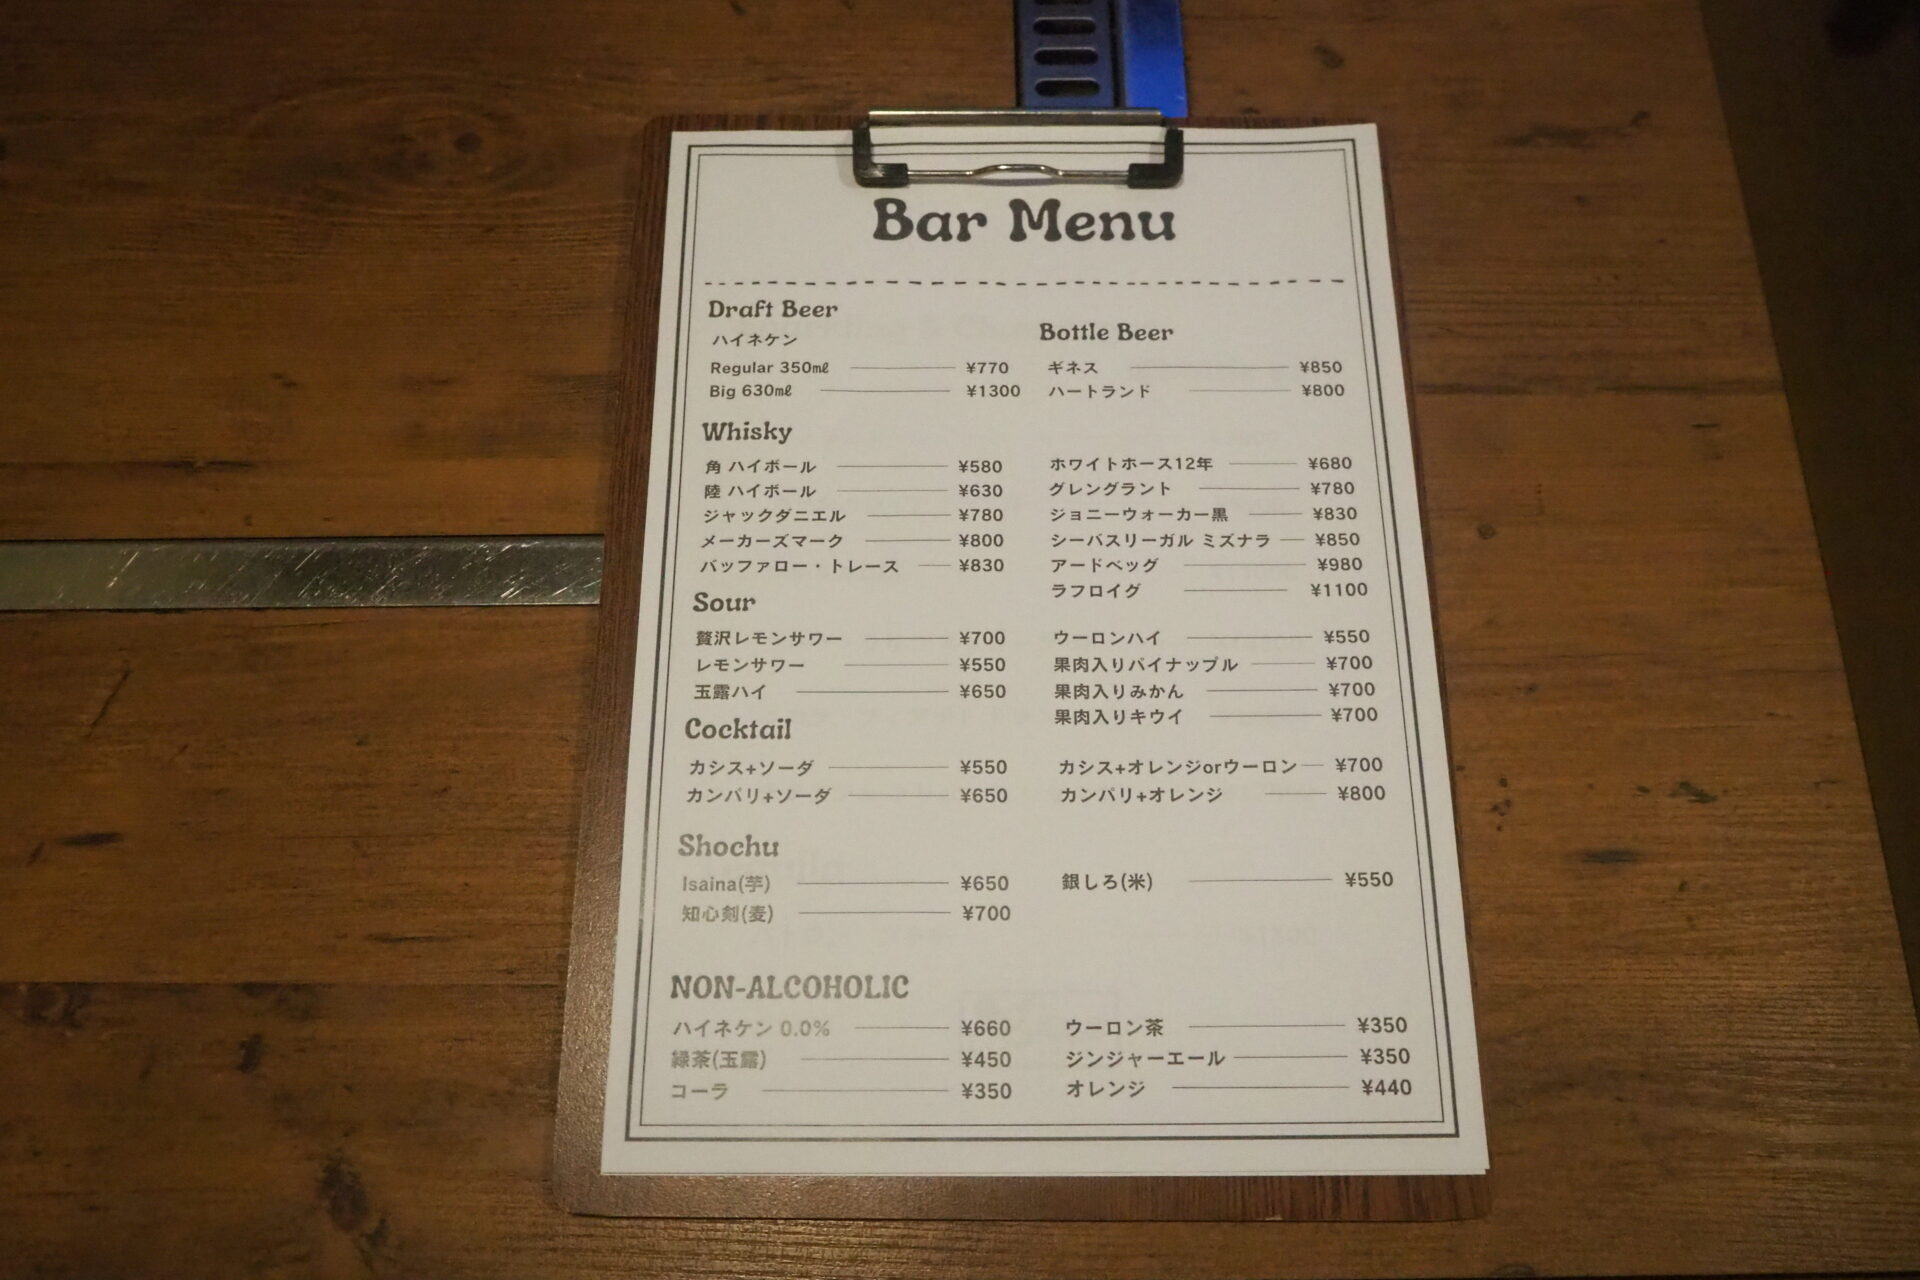 Bar Menu
Draft Beer
ハイネケン
Regular 350㎖ ¥770
Big 630㎖ ¥1300
Bottle Beer
ギネス ¥850
ハートランド ¥800
Whisky
角 ハイボール ¥580
陸 ハイボール ¥630
ジャックダニエル ¥780
メーカーズマーク ¥800
バッファロー・トレース ¥830
ホワイトホース12年 ¥680
グレングラント ¥780
ジョニーウォーカー黒 ¥830
シーバスリーガル ミズナラ ¥850
アードベッグ ¥980
ラフロイグ ¥1100
Sour
贅沢レモンサワー ¥700
レモンサワー ¥550
玉露ハイ ¥650
ウーロンハイ ¥550
果肉入りパイナップル ¥700
果肉入りみかん ¥700
果肉入りキウイ ¥700
Cocktail
カシス+ソーダ ¥550
カンパリ+ソーダ ¥650
カシス+オレンジorウーロン ¥700
カンパリ+オレンジ ¥800
Shochu
Isaina(芋) ¥650
知心剣(麦) ¥700
銀しろ(米) ¥550
NON-ALCOHOLIC
ハイネケン 0.0% ¥660
緑茶(玉露) ¥450
コーラ ¥350
ウーロン茶 ¥350
ジンジャーエール ¥350
オレンジ ¥440